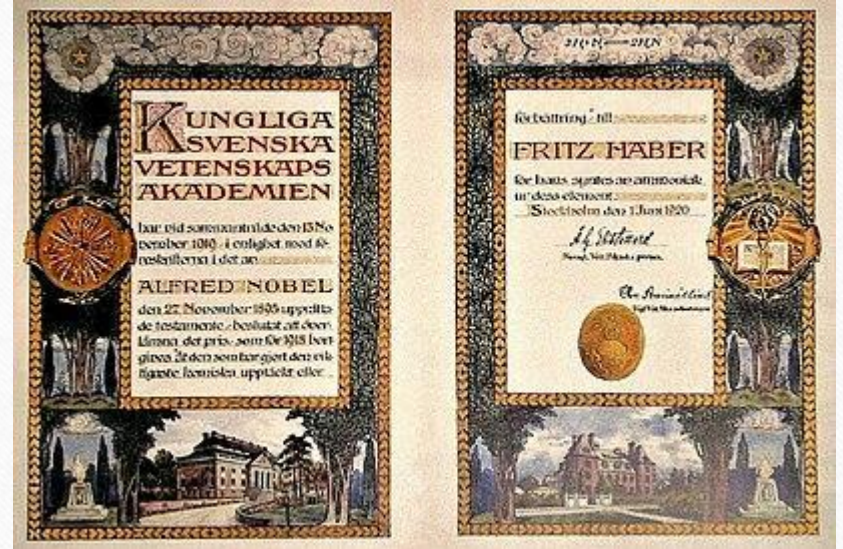 KUNGLIGA
SVENSKA
VETENSKAPS
AKADEMIEN
har vid sammanträde den 13 No
vember 1919 i enlighet med fö-
reskrifterna i det av
ALFRED NOBEL
den 27 November 1895 upprätta-
de testamente beslutat att över-
lämna det pris som för 1918 bort
givas åt den som har gjort den vik-
tigaste kemiska upptäckt eller
förbättring till
FRITZ HABER
för hans syntes av ammoniak
ur dess element
Stockholm den 1 Juni 1920